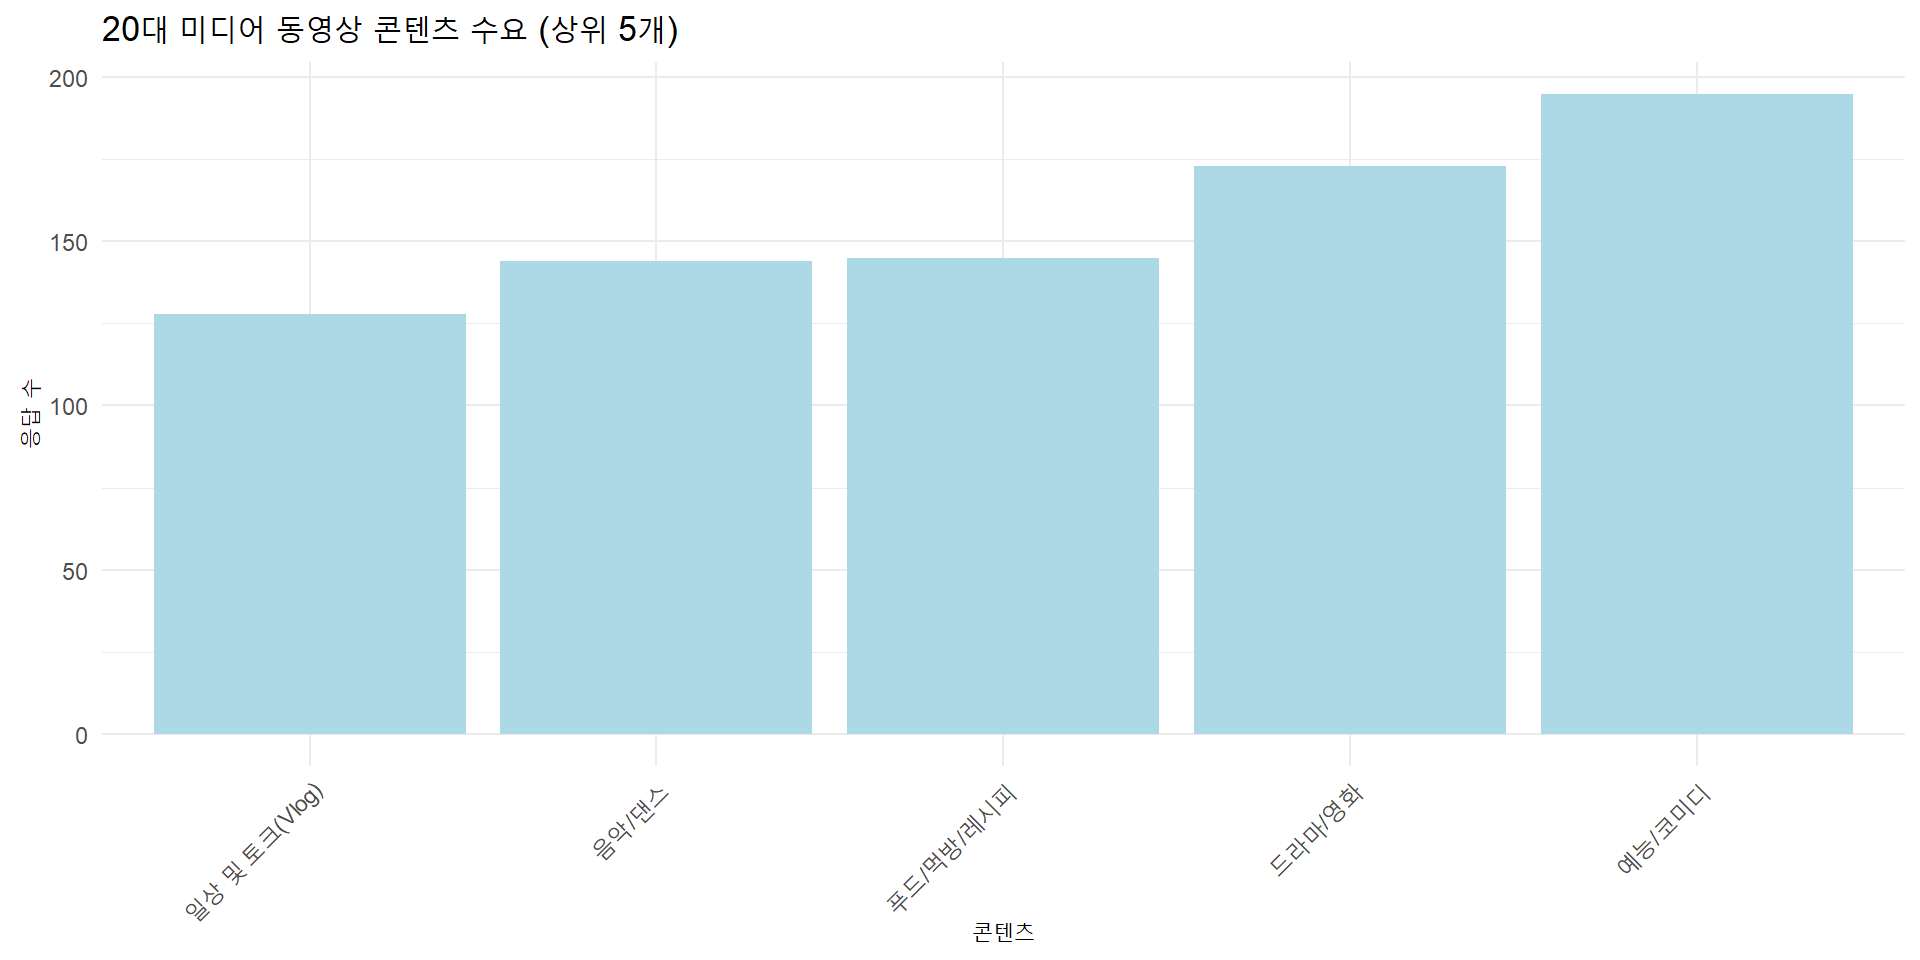 20대 미디어 동영상 콘텐츠 수요 (상위 5개)
200
150
100
50
0
응답 수
일상 및 토크(Vlog)
음악/댄스
푸드/먹방/레시피
드라마/영화
예능/코미디
콘텐츠